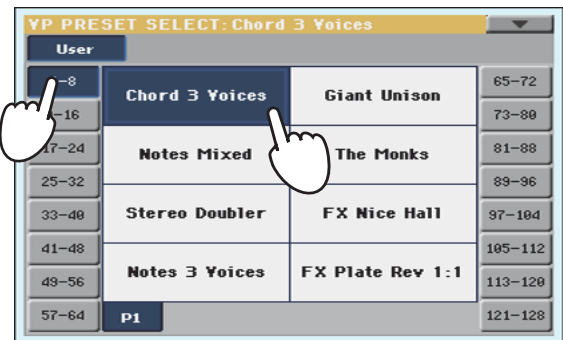 VP PRESET SELECT: Chord 3 Voices
User
-8
Chord 3 Voices
Giant Unison
65-72
-16
73-80
17-24
Notes Mixed
The Monks
81-88
25-32
89-96
33-40
Stereo Doubler
FX Nice Hall
97-104
41-48
105-112
49-56
Notes 3 Voices
FX Plate Rev 1:1
113-120
57-64
P1
121-128